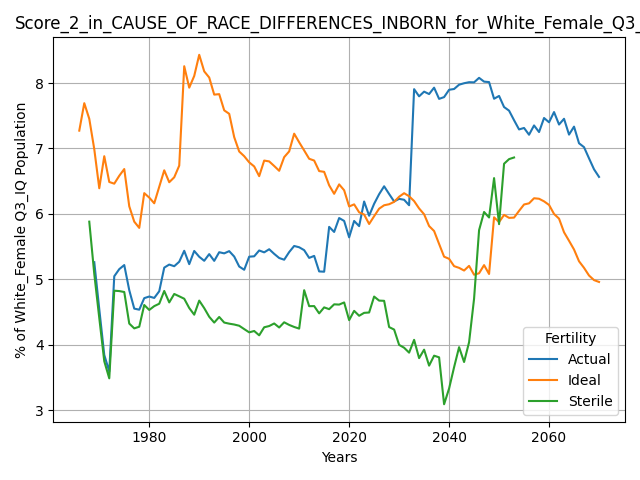 Score_2_in_CAUSE_OF_RACE_DIFFERENCES_INBORN_for_White_Female_Q3_
% of White_Female Q3_IQ Population
8
7
6
5
4
3
1980 2000 2020 2040 2060
Years
Fertility
Actual
Ideal
Sterile